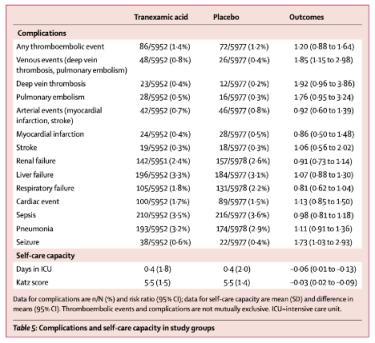 Tranexamic acid Placebo Outcomes
Complications
Any thromboembolic event 86/5952 (1·4%) 72/5977 (1·2%) 1·20 (0·88 to 1·64)
Venous events (deep vein thrombosis, pulmonary embolism) 48/5952 (0·8%) 26/5977 (0·4%) 1·85 (1·15 to 2·98)
Deep vein thrombosis 23/5952 (0·4%) 12/5977 (0·2%) 1·92 (0·96 to 3·86)
Pulmonary embolism 28/5952 (0·5%) 16/5977 (0·3%) 1·76 (0·95 to 3·24)
Arterial events (myocardial infarction, stroke) 42/5952 (0·7%) 46/5977 (0·8%) 0·92 (0·60 to 1·39)
Myocardial infarction 24/5952 (0·4%) 28/5977 (0·5%) 0·86 (0·50 to 1·48)
Stroke 19/5952 (0·3%) 18/5977 (0·3%) 1·06 (0·56 to 2·02)
Renal failure 142/5951 (2·4%) 157/5978 (2·6%) 0·91 (0·73 to 1·14)
Liver failure 196/5952 (3·3%) 184/5977 (3·1%) 1·07 (0·88 to 1·30)
Respiratory failure 105/5952 (1·8%) 131/5978 (2·2%) 0·81 (0·62 to 1·04)
Cardiac event 100/5952 (1·7%) 89/5977 (1·5%) 1·13 (0·85 to 1·50)
Sepsis 210/5952 (3·5%) 216/5977 (3·6%) 0·98 (0·81 to 1·18)
Pneumonia 193/5952 (3·2%) 174/5978 (2·9%) 1·11 (0·91 to 1·36)
Seizure 38/5952 (0·6%) 22/5977 (0·4%) 1·73 (1·03 to 2·93)
Self-care capacity
Days in ICU 0·4 (1·8) 0·4 (2·0) –0·06 (0·01 to –0·13)
Katz score 5·5 (1·5) 5·5 (1·4) –0·03 (0·02 to –0·09)
Data for complications are n/N (%) and risk ratio (95% CI); data for self-care capacity are mean (SD) and difference in
means (95% CI). Thromboembolic events and complications are not mutually exclusive. ICU=intensive care unit.
Table 5: Complications and self-care capacity in study groups